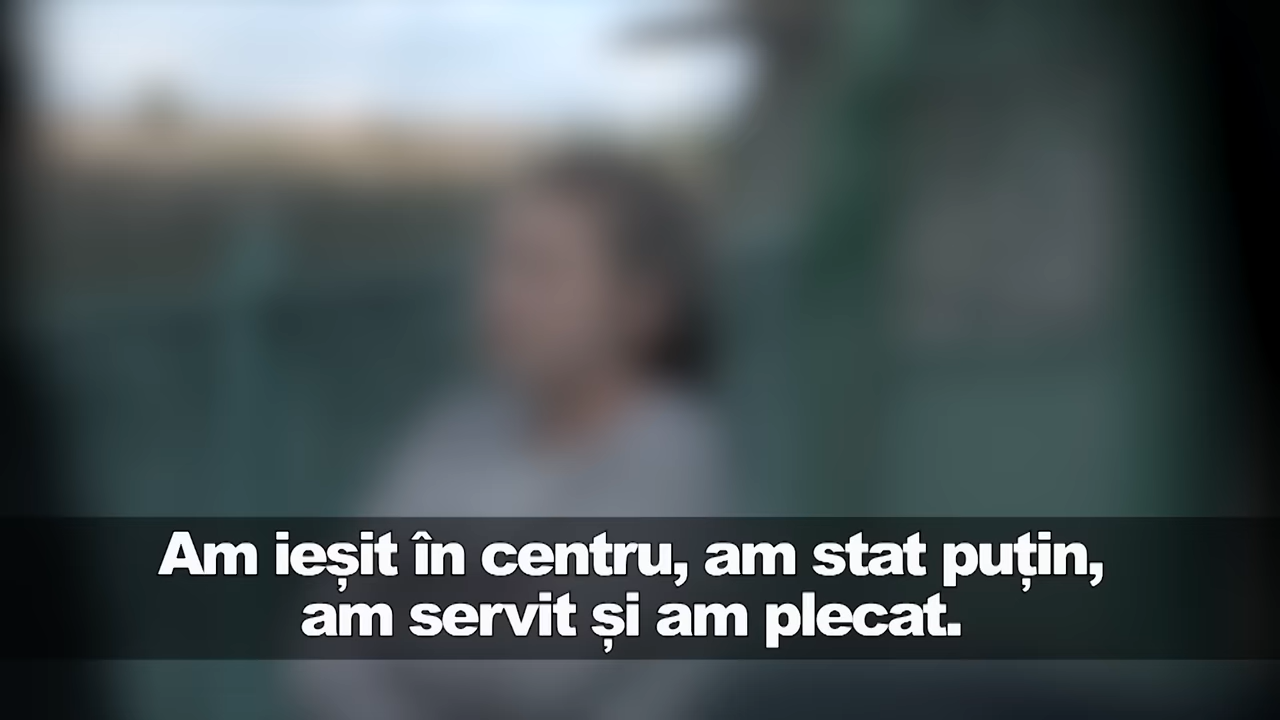 Am ieșit în centru, am stat puțin,
am servit și am plecat.